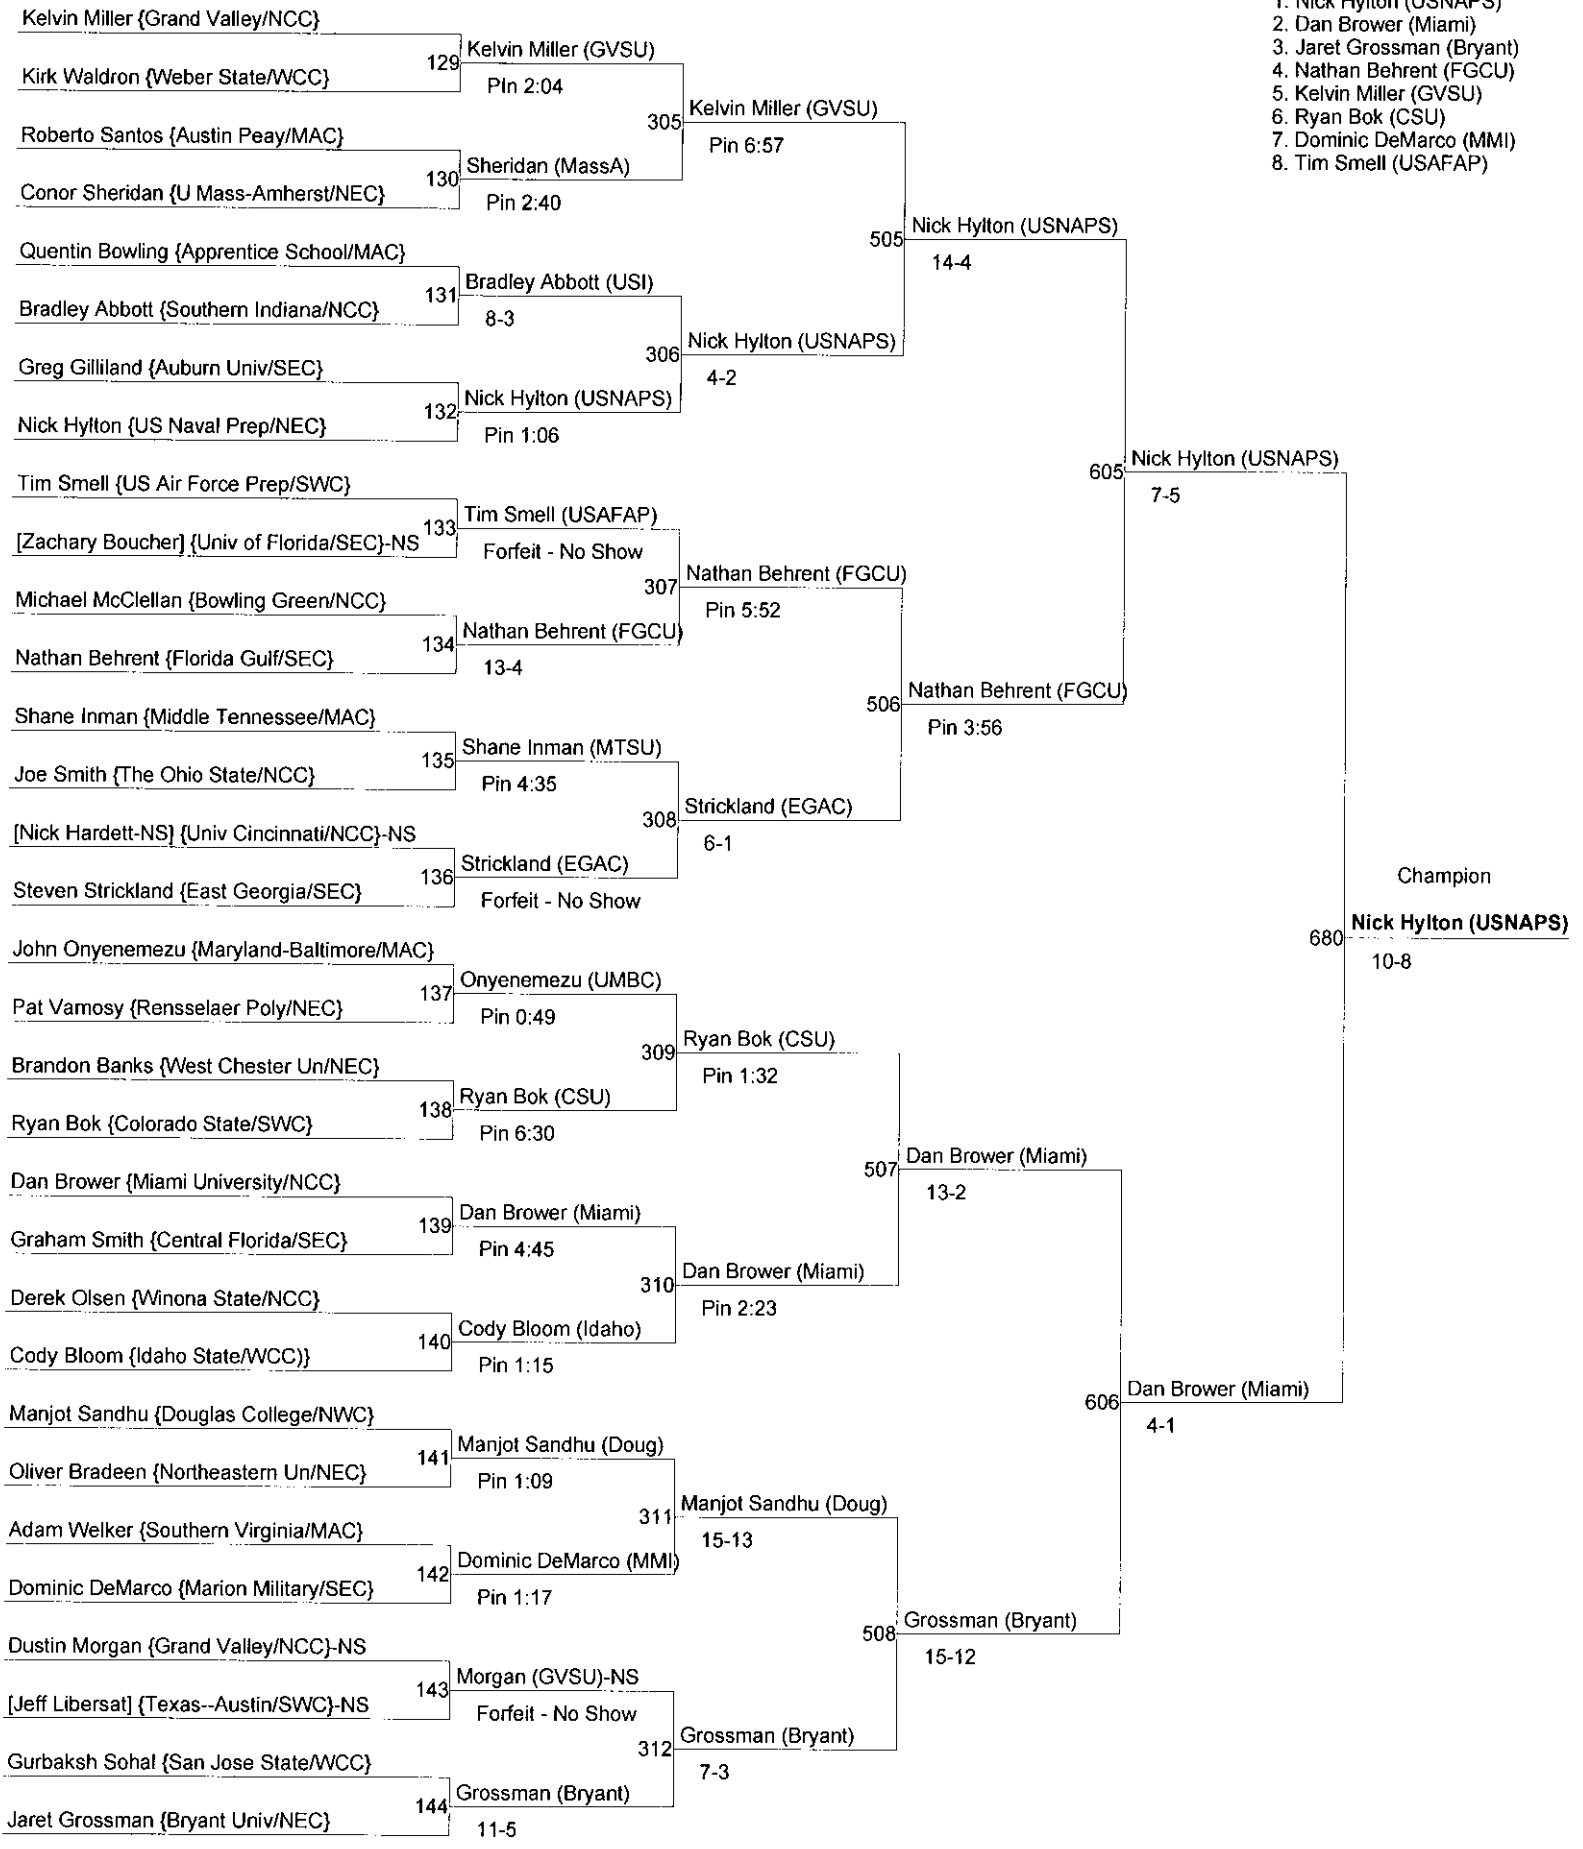 1. Nick Hylton (USNAPS)
2. Dan Brower (Miami)
3. Jaret Grossman (Bryant)
4. Nathan Behrent (FGCU)
5. Kelvin Miller (GVSU)
6. Ryan Bok (CSU)
7. Dominic DeMarco (MMI)
8. Tim Smell (USAFAP)
Kelvin Miller {Grand Valley/NCC}
129 Kelvin Miller (GVSU)
Kirk Waldron {Weber State/WCC}
Pin 2:04
305 Kelvin Miller (GVSU)
Roberto Santos {Austin Peay/MAC}
Pin 6:57
130 Sheridan (MassA)
Conor Sheridan {U Mass-Amherst/NEC}
Pin 2:40
505 Nick Hylton (USNAPS)
Quentin Bowling {Apprentice School/MAC}
14-4
131 Bradley Abbott (USI)
Bradley Abbott {Southern Indiana/NCC}
8-3
306 Nick Hylton (USNAPS)
Greg Gilliland {Auburn Univ/SEC}
4-2
132 Nick Hylton (USNAPS)
Nick Hylton {US Naval Prep/NEC}
Pin 1:06
605 Nick Hylton (USNAPS)
Tim Smell {US Air Force Prep/SWC}
7-5
133 Tim Smell (USAFAP)
[Zachary Boucher] {Univ of Florida/SEC}-NS
Forfeit - No Show
307 Nathan Behrent (FGCU)
Michael McClellan {Bowling Green/NCC}
Pin 5:52
134 Nathan Behrent (FGCU)
Nathan Behrent {Florida Gulf/SEC}
13-4
506 Nathan Behrent (FGCU)
Shane Inman {Middle Tennessee/MAC}
Pin 3:56
135 Shane Inman (MTSU)
Joe Smith {The Ohio State/NCC}
Pin 4:35
308 Strickland (EGAC)
[Nick Hardett-NS] {Univ Cincinnati/NCC}-NS
6-1
136 Strickland (EGAC)
Steven Strickland {East Georgia/SEC}
Forfeit - No Show
Champion
680 Nick Hylton (USNAPS)
10-8
John Onyenemezu {Maryland-Baltimore/MAC}
137 Onyenemezu (UMBC)
Pat Vamosy {Rensselaer Poly/NEC}
Pin 0:49
309 Ryan Bok (CSU)
Brandon Banks {West Chester Un/NEC}
Pin 1:32
138 Ryan Bok (CSU)
Ryan Bok {Colorado State/SWC}
Pin 6:30
507 Dan Brower (Miami)
Dan Brower {Miami University/NCC}
13-2
139 Dan Brower (Miami)
Graham Smith {Central Florida/SEC}
Pin 4:45
310 Dan Brower (Miami)
Derek Olsen {Winona State/NCC}
Pin 2:23
140 Cody Bloom (Idaho)
Cody Bloom {Idaho State/WCC)}
Pin 1:15
606 Dan Brower (Miami)
Manjot Sandhu {Douglas College/NWC}
4-1
141 Manjot Sandhu (Doug)
Oliver Bradeen {Northeastern Un/NEC}
Pin 1:09
311 Manjot Sandhu (Doug)
Adam Welker {Southern Virginia/MAC}
15-13
142 Dominic DeMarco (MMI)
Dominic DeMarco {Marion Military/SEC}
Pin 1:17
508 Grossman (Bryant)
Dustin Morgan {Grand Valley/NCC}-NS
15-12
143 Morgan (GVSU)-NS
[Jeff Libersat] {Texas--Austin/SWC}-NS
Forfeit - No Show
312 Grossman (Bryant)
Gurbaksh Sohal {San Jose State/WCC}
7-3
144 Grossman (Bryant)
Jaret Grossman {Bryant Univ/NEC}
11-5